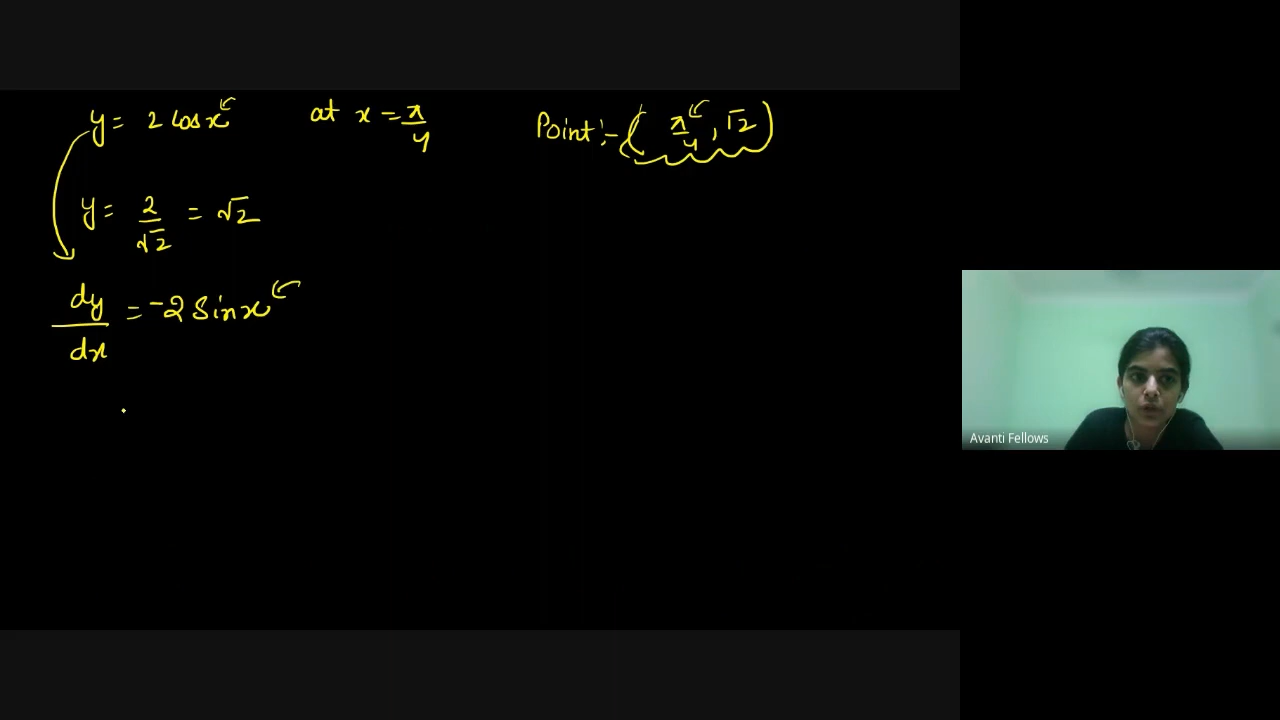 y = 2 cos x at x = π/4 Point :- (π/4, √2)
y = 2/√2 = √2
dy/dx = -2 sin x
Avanti Fellows